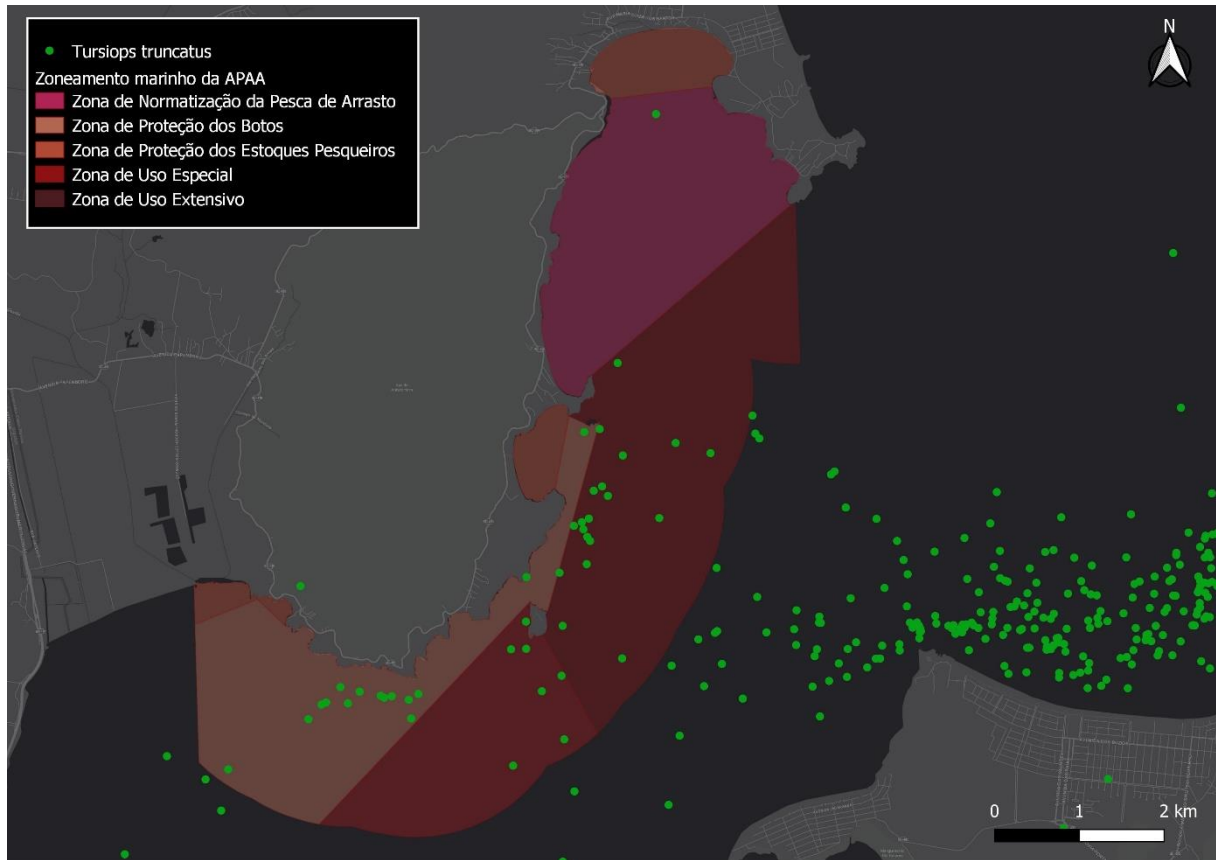 Tursiops truncatus
Zoneamento marinho da APAA
Zona de Normatização da Pesca de Arrasto
Zona de Proteção dos Botos
Zona de Proteção dos Estoques Pesqueiros
Zona de Uso Especial
Zona de Uso Extensivo
N
0 1 2 km